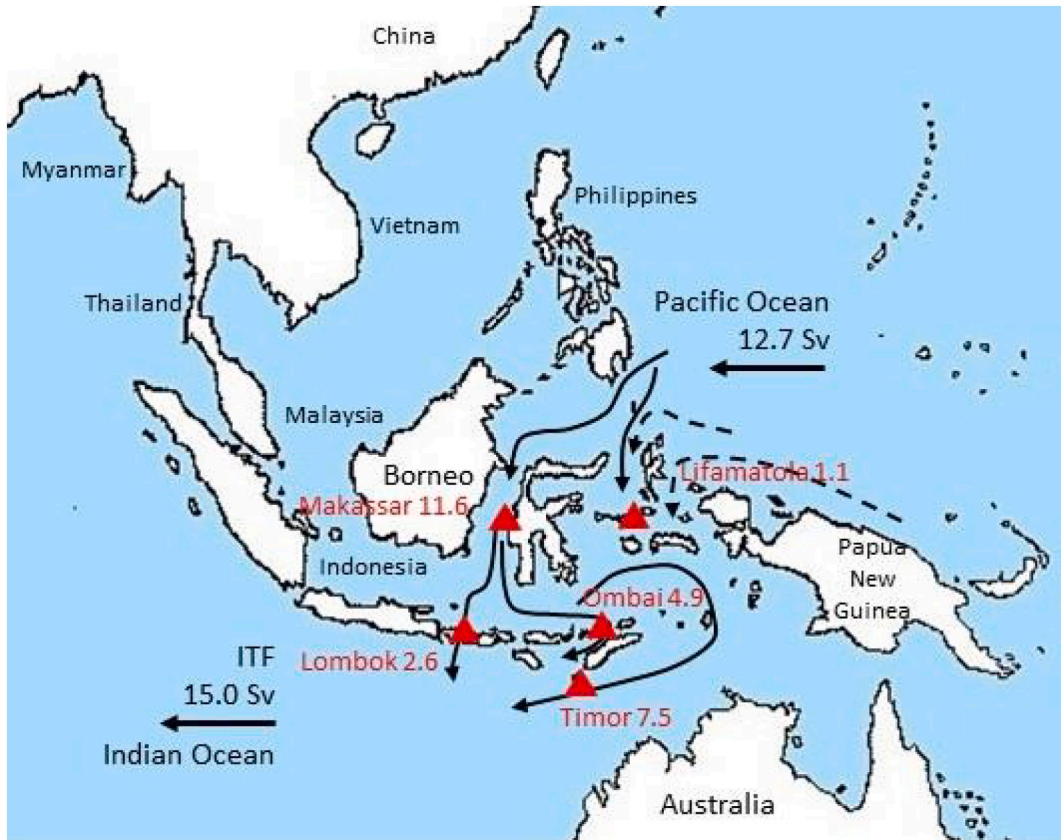 China
Myanmar
Philippines
Vietnam
Thailand
Pacific Ocean
12.7 Sv
Malaysia
Borneo
Lifamatola 1.1
Makassar 11.6
Indonesia
Papua
New
Guinea
Ombai 4.9
ITF
Lombok 2.6
15.0 Sv
Timor 7.5
Indian Ocean
Australia